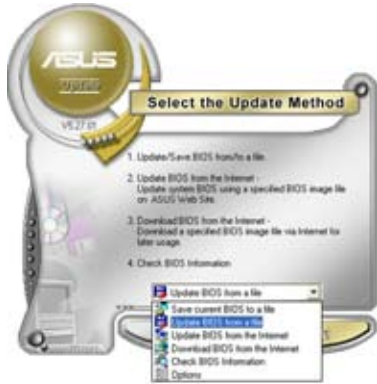 ASUS
Update
V5.27.01
Select the Update Method
1. Update/Save BIOS from/to a file.
2. Update BIOS from the Internet -
Update system BIOS using a specified BIOS image file
on ASUS Web Site.
3. Download BIOS from the Internet -
Download a specified BIOS image file via Internet for
later usage.
4. Check BIOS Information
Update BIOS from a file
Save current BIOS to a file
Update BIOS from a file
Update BIOS from the Internet
Download BIOS from the Internet
Check BIOS Information
Options